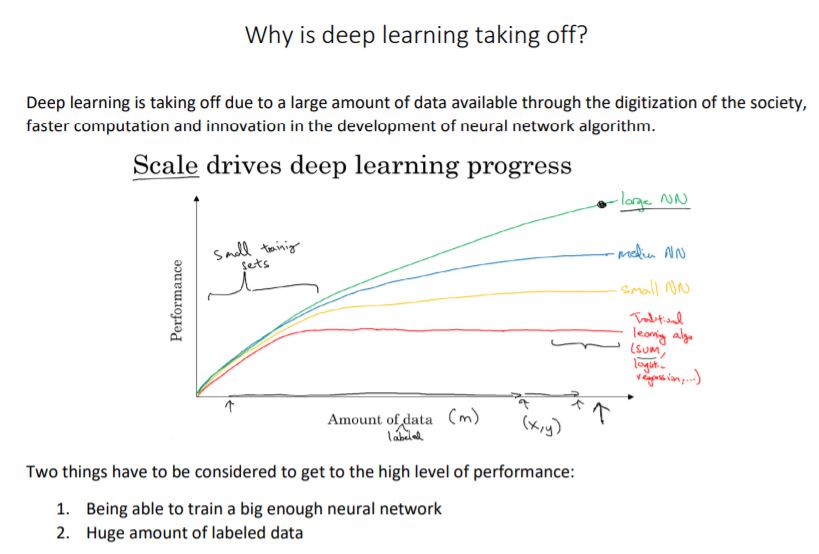 Why is deep learning taking off?
Deep learning is taking off due to a large amount of data available through the digitization of the society,
faster computation and innovation in the development of neural network algorithm.
Scale drives deep learning progress
large NN
small training
sets
medium NN
small NN
Performance
Traditional
learning algo
(SVM,
logistic
regression,...)
Amount of data (m)
labeled
(x,y)
Two things have to be considered to get to the high level of performance:
1. Being able to train a big enough neural network
2. Huge amount of labeled data